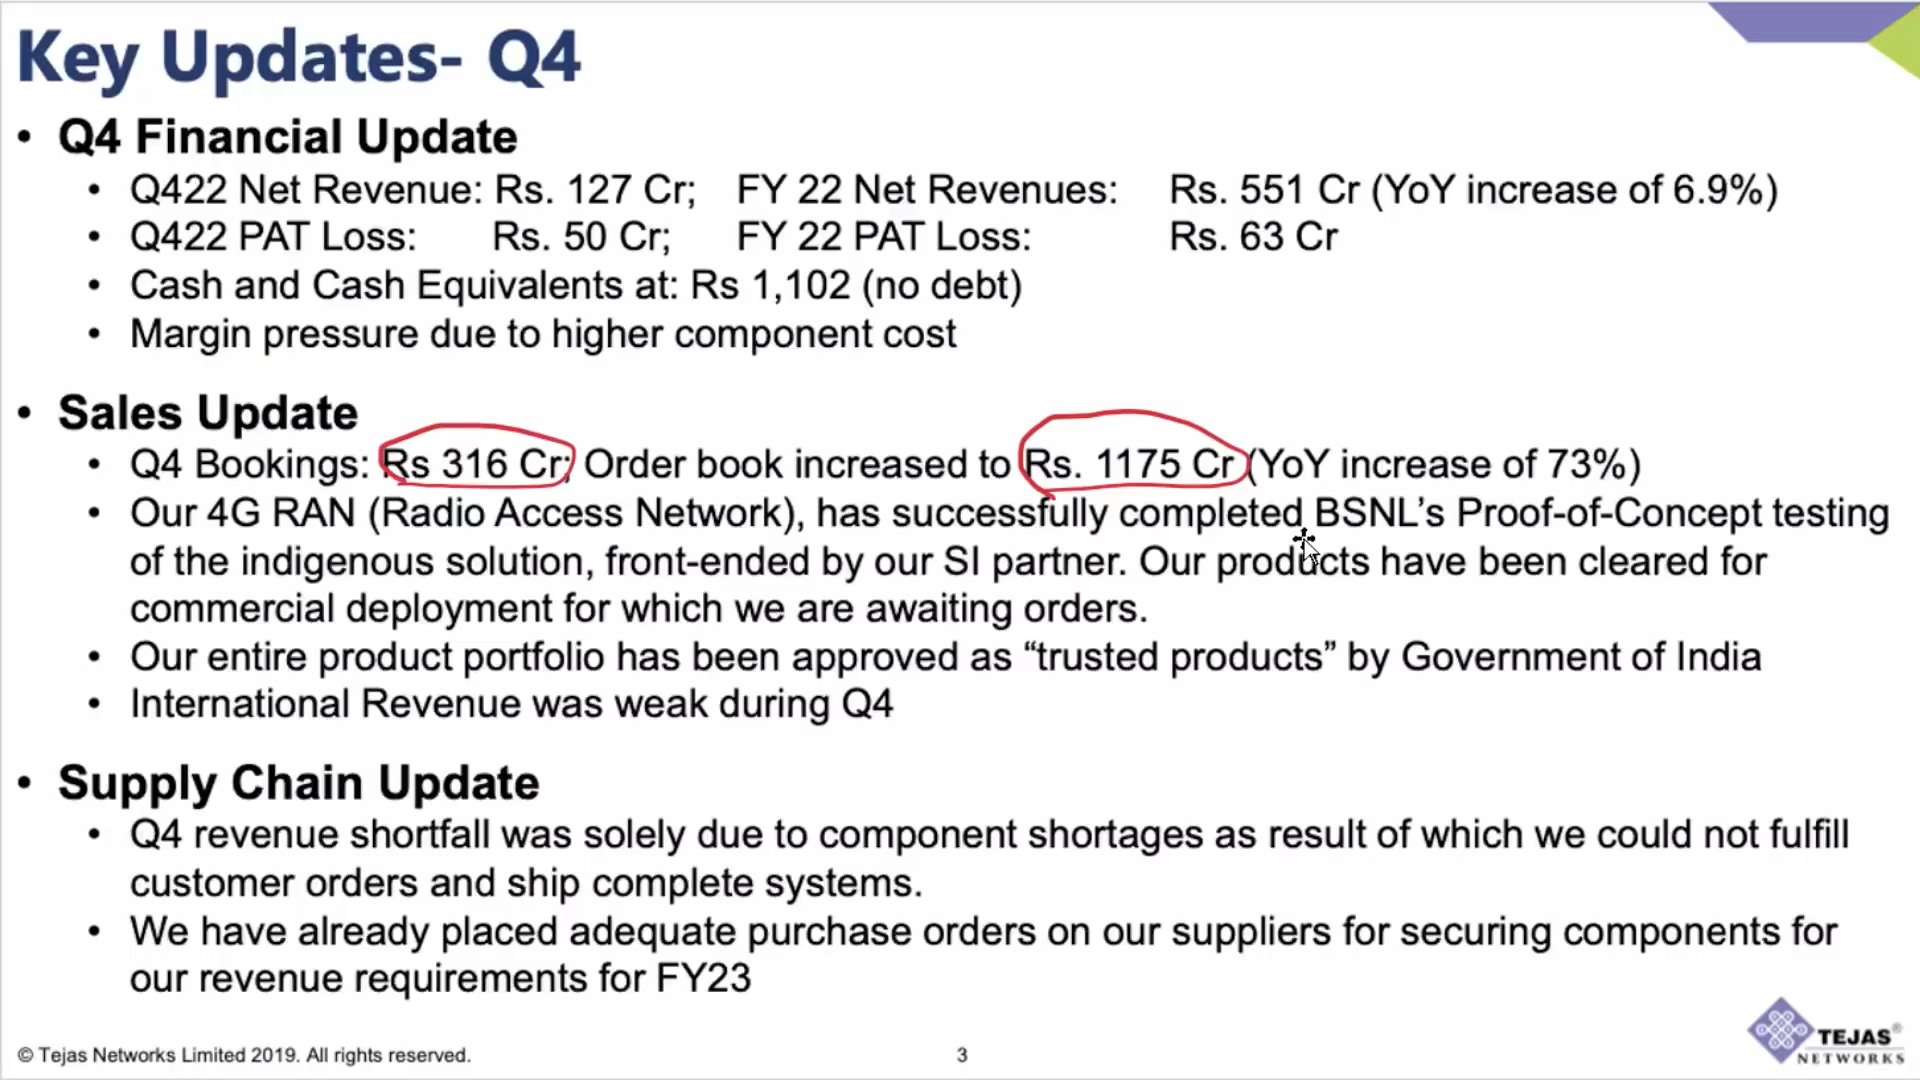 Key Updates- Q4
• Q4 Financial Update
• Q422 Net Revenue: Rs. 127 Cr; FY 22 Net Revenues: Rs. 551 Cr (YoY increase of 6.9%)
• Q422 PAT Loss: Rs. 50 Cr; FY 22 PAT Loss: Rs. 63 Cr
• Cash and Cash Equivalents at: Rs 1,102 (no debt)
• Margin pressure due to higher component cost
• Sales Update
• Q4 Bookings: Rs 316 Cr; Order book increased to Rs. 1175 Cr (YoY increase of 73%)
• Our 4G RAN (Radio Access Network), has successfully completed BSNL's Proof-of-Concept testing
of the indigenous solution, front-ended by our SI partner. Our products have been cleared for
commercial deployment for which we are awaiting orders.
• Our entire product portfolio has been approved as “trusted products” by Government of India
• International Revenue was weak during Q4
• Supply Chain Update
• Q4 revenue shortfall was solely due to component shortages as result of which we could not fulfill
customer orders and ship complete systems.
• We have already placed adequate purchase orders on our suppliers for securing components for
our revenue requirements for FY23
© Tejas Networks Limited 2019. All rights reserved.
3
TEJAS®
NETWORKS